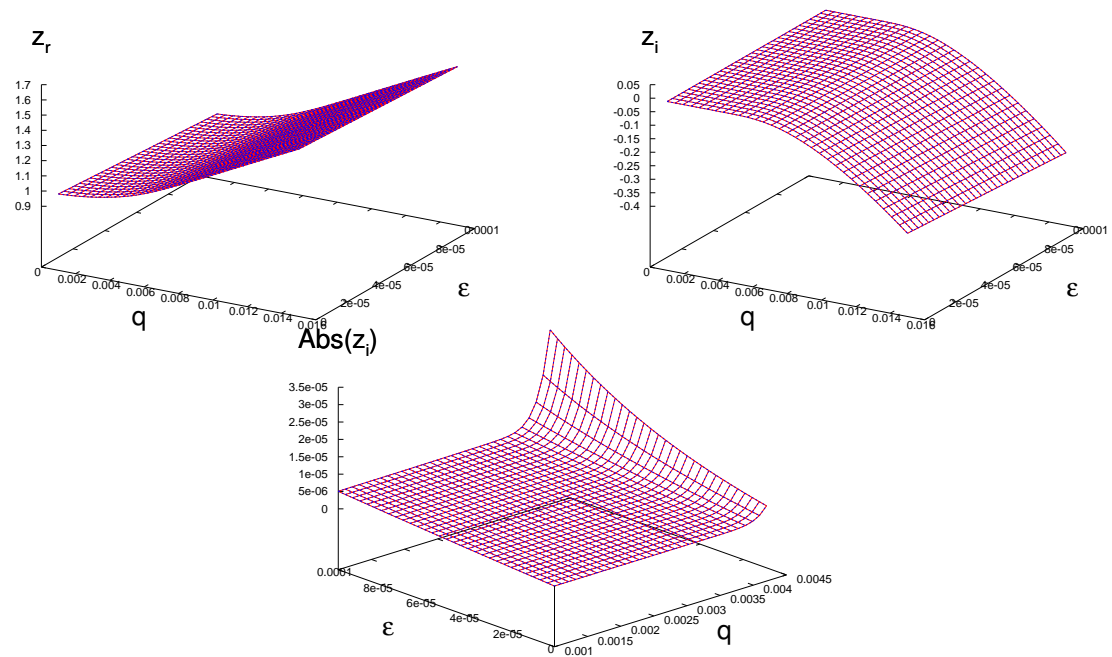 z_r
1.7
1.6
1.5
1.4
1.3
1.2
1.1
1
0.9
0
0.002
0.004
0.006
0.008
0.01
0.012
0.014
0.016
q
0
2e-05
4e-05
6e-05
8e-05
0.0001
ε
z_i
0.05
0
-0.05
-0.1
-0.15
-0.2
-0.25
-0.3
-0.35
-0.4
0
0.002
0.004
0.006
0.008
0.01
0.012
0.014
0.016
q
0
2e-05
4e-05
6e-05
8e-05
0.0001
ε
Abs(z_i)
3.5e-05
3e-05
2.5e-05
2e-05
1.5e-05
1e-05
5e-06
0
0.0001
8e-05
6e-05
4e-05
2e-05
0
ε
0.001
0.0015
0.002
0.0025
0.003
0.0035
0.004
0.0045
q